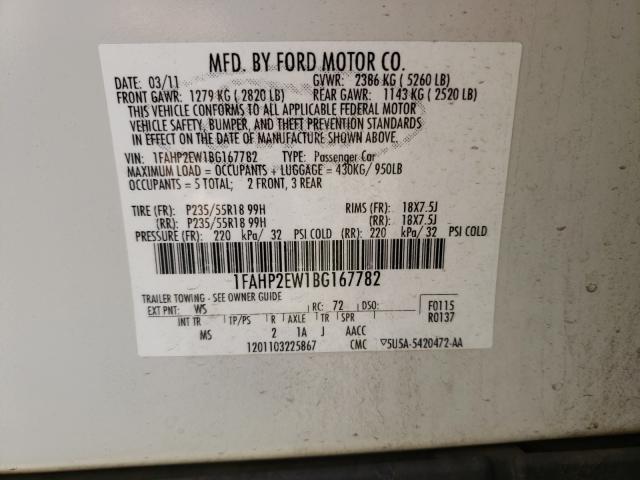 MFD. BY FORD MOTOR CO.
DATE: 03/11 GVWR: 2386 KG ( 5260 LB)
FRONT GAWR: 1279 KG ( 2820 LB) REAR GAWR: 1143 KG ( 2520 LB)
THIS VEHICLE CONFORMS TO ALL APPLICABLE FEDERAL MOTOR
VEHICLE SAFETY, BUMPER, AND THEFT PREVENTION STANDARDS
IN EFFECT ON THE DATE OF MANUFACTURE SHOWN ABOVE.
VIN: 1FAHP2EW1BG167782 TYPE: Passenger Car
MAXIMUM LOAD = OCCUPANTS + LUGGAGE = 430KG/ 950LB
OCCUPANTS = 5 TOTAL; 2 FRONT, 3 REAR
TIRE (FR): P235/55R18 99H RIMS (FR): 18X7.5J
(RR): P235/55R18 99H (RR): 18X7.5J
PRESSURE (FR): 220 kPa/ 32 PSI COLD (RR): 220 kPa/ 32 PSI COLD
1FAHP2EW1BG167782
TRAILER TOWING - SEE OWNER GUIDE
EXT PNT: WS RC: 72 DSO: F0115
INT TR TP/PS R AXLE TR SPR R0137
MS 2 1A J AACC
1201103225867 CMC ▽5U5A-5420472-AA